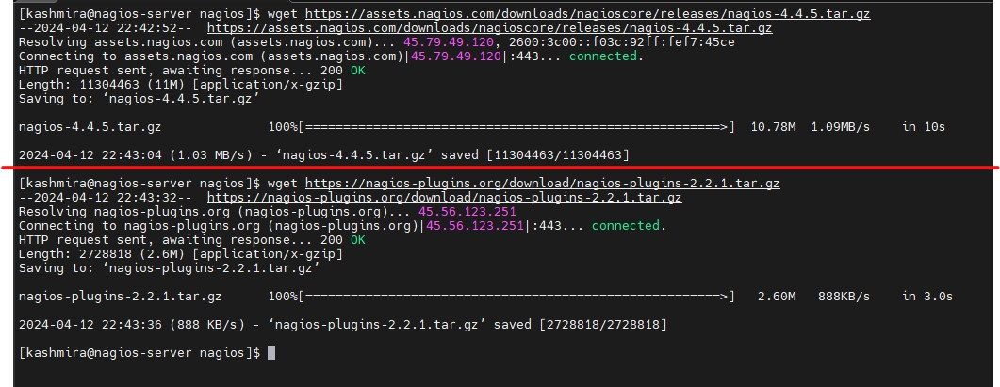 [kashmira@nagios-server nagios]$ wget https://assets.nagios.com/downloads/nagioscore/releases/nagios-4.4.5.tar.gz
--2024-04-12 22:42:52--  https://assets.nagios.com/downloads/nagioscore/releases/nagios-4.4.5.tar.gz
Resolving assets.nagios.com (assets.nagios.com)... 45.79.49.120, 2600:3c00::f03c:92ff:fef7:45ce
Connecting to assets.nagios.com (assets.nagios.com)|45.79.49.120|:443... connected.
HTTP request sent, awaiting response... 200 OK
Length: 11304463 (11M) [application/x-gzip]
Saving to: ‘nagios-4.4.5.tar.gz’
nagios-4.4.5.tar.gz 100%[========================================================>] 10.78M 1.09MB/s in 10s
2024-04-12 22:43:04 (1.03 MB/s) - ‘nagios-4.4.5.tar.gz’ saved [11304463/11304463]
[kashmira@nagios-server nagios]$ wget https://nagios-plugins.org/download/nagios-plugins-2.2.1.tar.gz
--2024-04-12 22:43:32--  https://nagios-plugins.org/download/nagios-plugins-2.2.1.tar.gz
Resolving nagios-plugins.org (nagios-plugins.org)... 45.56.123.251
Connecting to nagios-plugins.org (nagios-plugins.org)|45.56.123.251|:443... connected.
HTTP request sent, awaiting response... 200 OK
Length: 2728818 (2.6M) [application/x-gzip]
Saving to: ‘nagios-plugins-2.2.1.tar.gz’
nagios-plugins-2.2.1.tar.gz 100%[========================================================>] 2.60M 888KB/s in 3.0s
2024-04-12 22:43:36 (888 KB/s) - ‘nagios-plugins-2.2.1.tar.gz’ saved [2728818/2728818]
[kashmira@nagios-server nagios]$